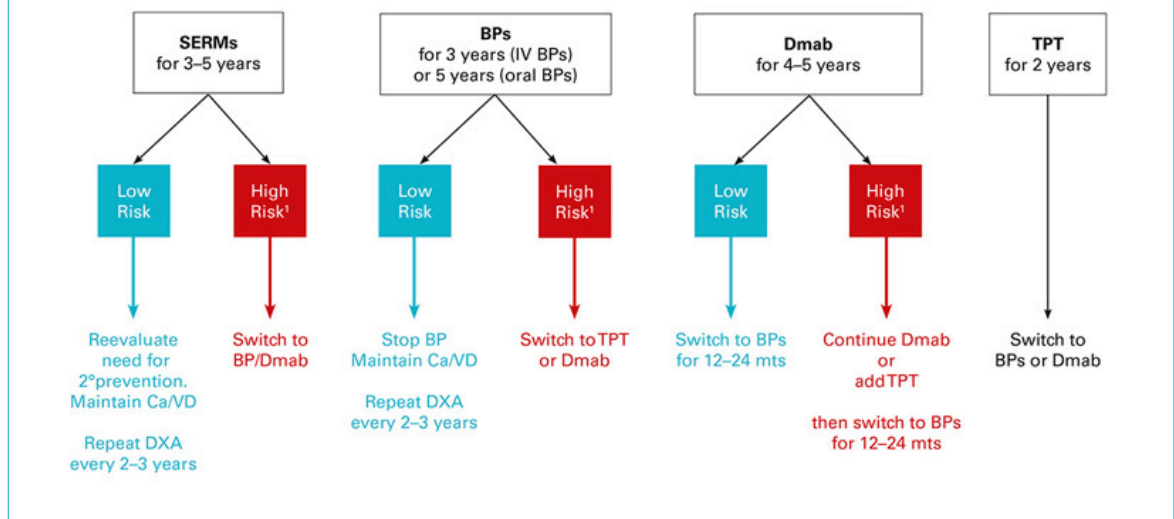 SERMs
for 3–5 years
BPs
for 3 years (IV BPs)
or 5 years (oral BPs)
Dmab
for 4–5 years
TPT
for 2 years
Low
Risk
High
Risk¹
Low
Risk
High
Risk¹
Low
Risk
High
Risk¹
Reevaluate
need for
2°prevention.
Maintain Ca/VD
Repeat DXA
every 2–3 years
Switch to
BP/Dmab
Stop BP
Maintain Ca/VD
Repeat DXA
every 2–3 years
Switch to TPT
or Dmab
Switch to BPs
for 12–24 mts
Continue Dmab
or
add TPT
then switch to BPs
for 12–24 mts
Switch to
BPs or Dmab